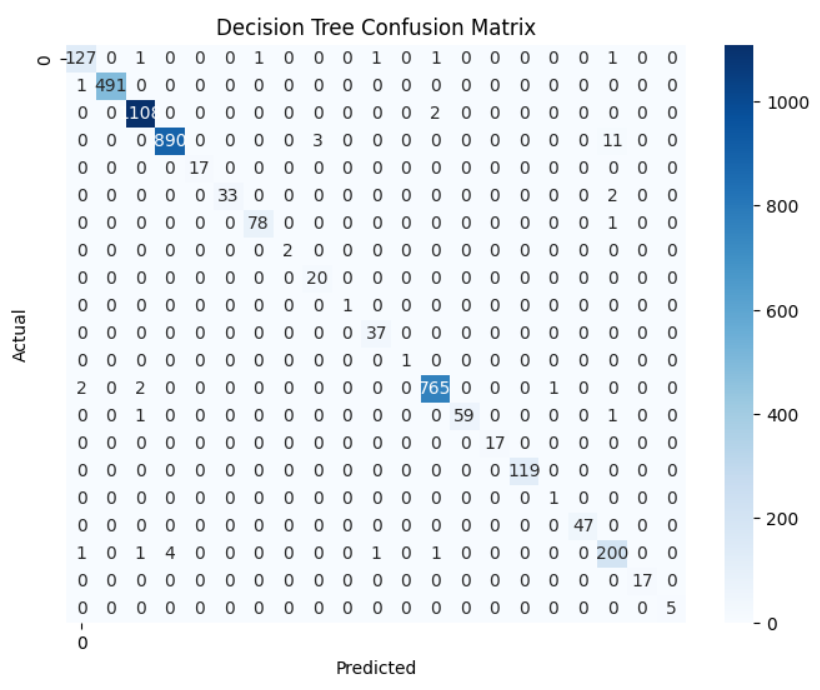 Decision Tree Confusion Matrix
0 127 0 1 0 0 0 1 0 0 0 1 0 1 0 0 0 0 0 1 0 0
1 491 0 0 0 0 0 0 0 0 0 0 0 0 0 0 0 0 0 0 0
0 0 1108 0 0 0 0 0 0 0 0 0 2 0 0 0 0 0 0 0 0 1000
0 0 0 890 0 0 0 0 3 0 0 0 0 0 0 0 0 0 11 0 0
0 0 0 0 17 0 0 0 0 0 0 0 0 0 0 0 0 0 0 0 0
0 0 0 0 0 33 0 0 0 0 0 0 0 0 0 0 0 0 2 0 0 800
0 0 0 0 0 0 78 0 0 0 0 0 0 0 0 0 0 0 1 0 0
0 0 0 0 0 0 0 2 0 0 0 0 0 0 0 0 0 0 0 0 0
0 0 0 0 0 0 0 0 20 0 0 0 0 0 0 0 0 0 0 0 0
0 0 0 0 0 0 0 0 0 1 0 0 0 0 0 0 0 0 0 0 0 600
Actual 0 0 0 0 0 0 0 0 0 0 37 0 0 0 0 0 0 0 0 0 0
0 0 0 0 0 0 0 0 0 0 0 1 0 0 0 0 0 0 0 0 0
2 0 2 0 0 0 0 0 0 0 0 0 765 0 0 0 1 0 0 0 0
0 0 1 0 0 0 0 0 0 0 0 0 0 59 0 0 0 0 1 0 0 400
0 0 0 0 0 0 0 0 0 0 0 0 0 0 17 0 0 0 0 0 0
0 0 0 0 0 0 0 0 0 0 0 0 0 0 0 119 0 0 0 0 0
0 0 0 0 0 0 0 0 0 0 0 0 0 0 0 0 1 0 0 0 0
0 0 0 0 0 0 0 0 0 0 0 0 0 0 0 0 0 47 0 0 0 200
1 0 1 4 0 0 0 0 0 0 1 0 1 0 0 0 0 0 200 0 0
0 0 0 0 0 0 0 0 0 0 0 0 0 0 0 0 0 0 0 17 0
0 0 0 0 0 0 0 0 0 0 0 0 0 0 0 0 0 0 0 0 5 0
0
Predicted